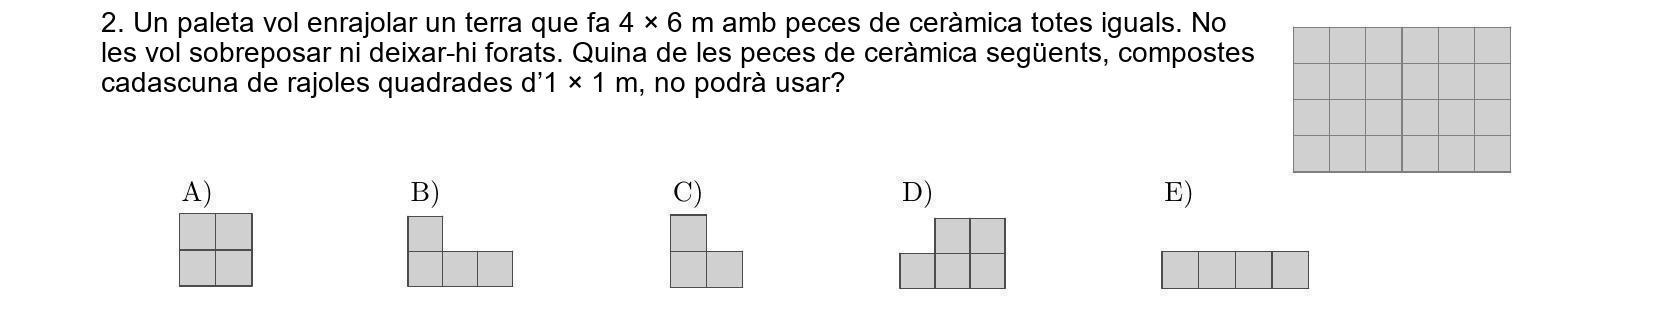 2. Un paleta vol enrajolar un terra que fa 4 × 6 m amb peces de ceràmica totes iguals. No
les vol sobreposar ni deixar-hi forats. Quina de les peces de ceràmica següents, compostes
cadascuna de rajoles quadrades d’1 × 1 m, no podrà usar?
A) B) C) D) E)